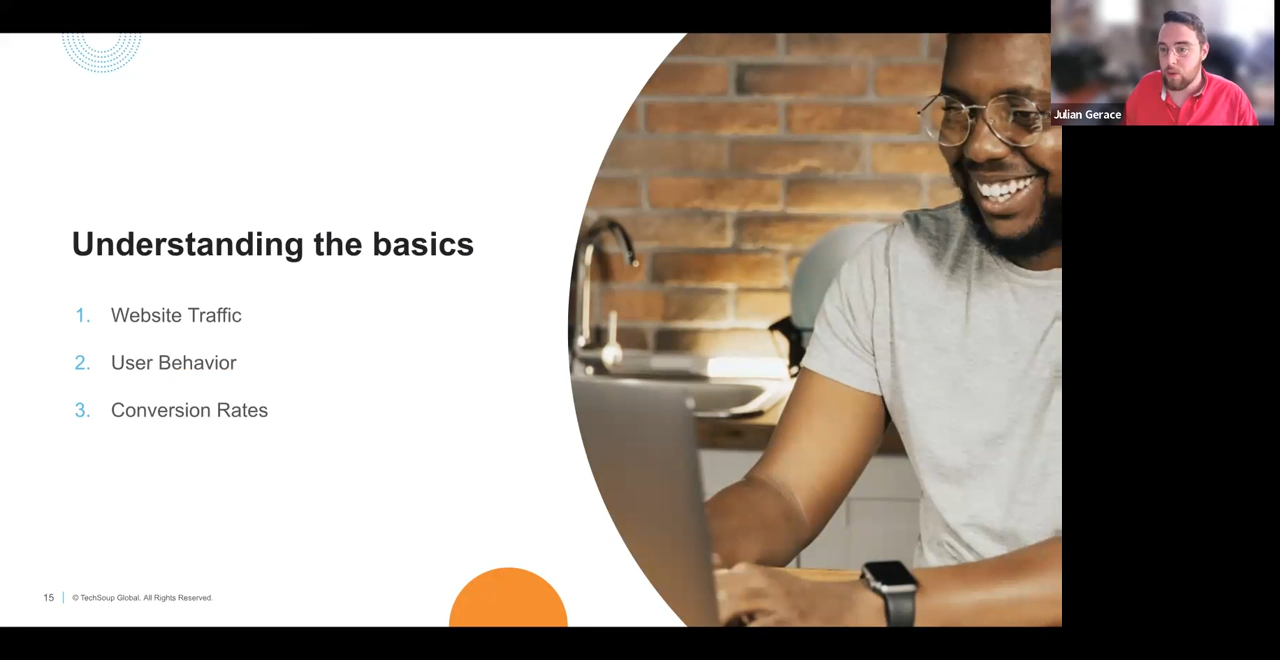 Julian Gerace
Understanding the basics
1. Website Traffic
2. User Behavior
3. Conversion Rates
15 © TechSoup Global. All Rights Reserved.